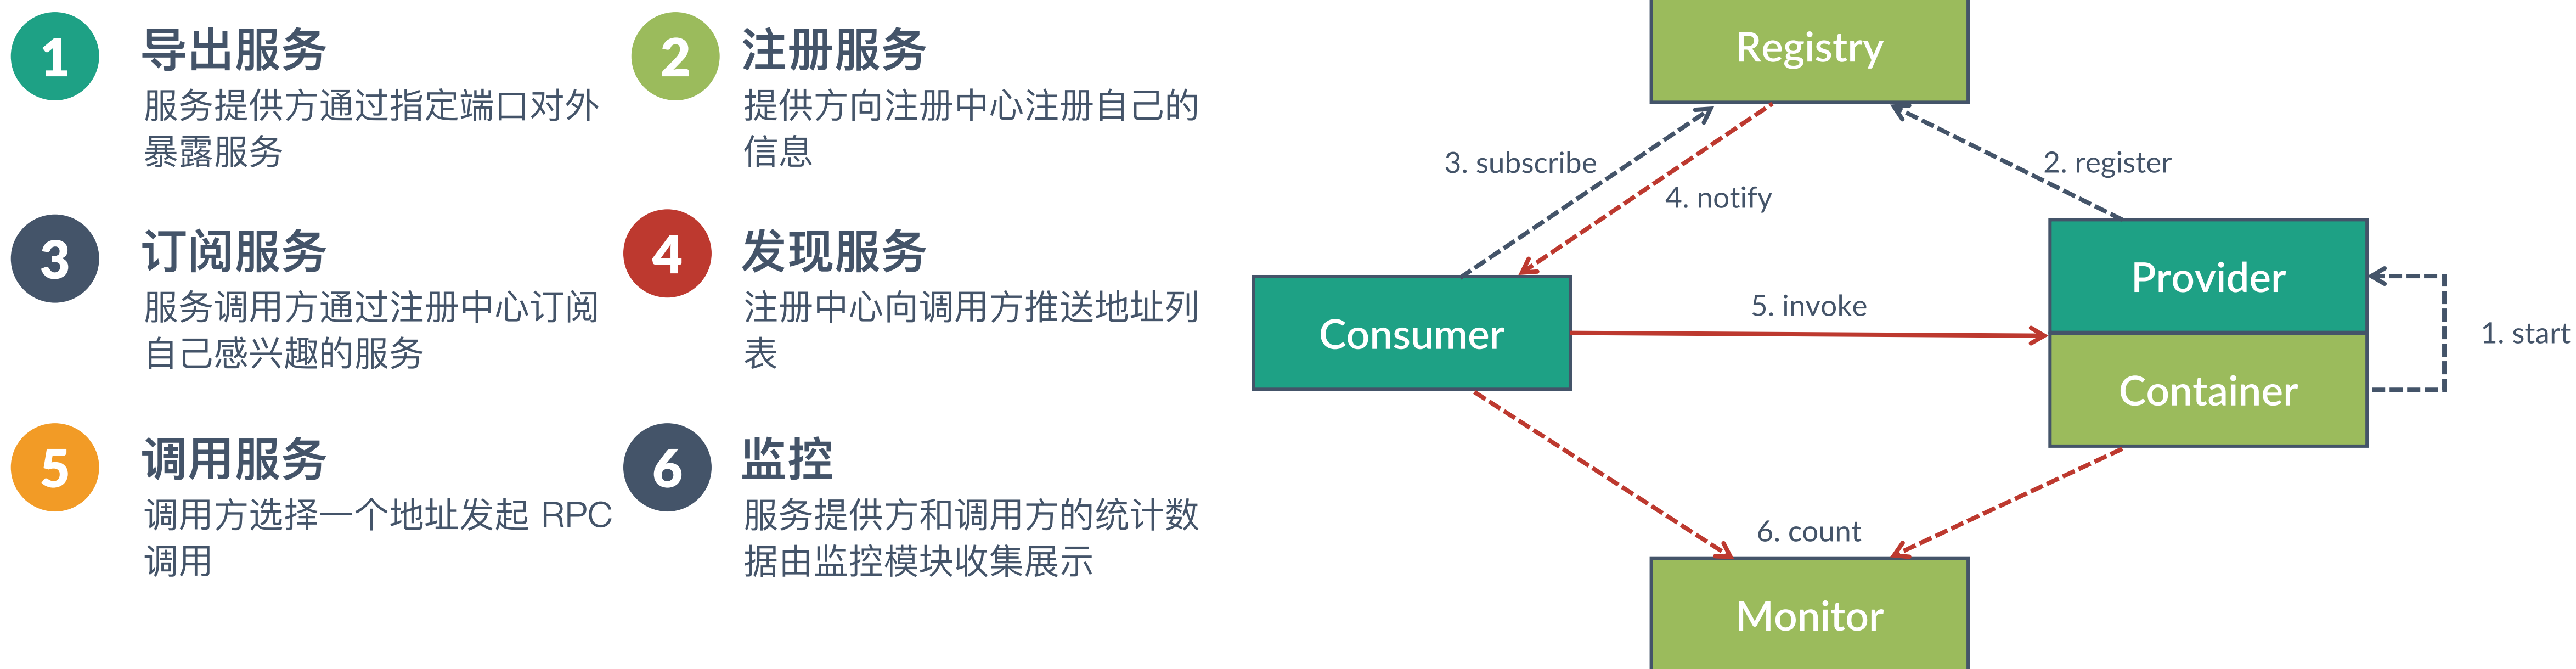 1
导出服务
服务提供方通过指定端口对外
暴露服务
2
注册服务
提供方向注册中心注册自己的
信息
3
订阅服务
服务调用方通过注册中心订阅
自己感兴趣的服务
4
发现服务
注册中心向调用方推送地址列
表
5
调用服务
调用方选择一个地址发起 RPC
调用
6
监控
服务提供方和调用方的统计数
据由监控模块收集展示
Registry
3. subscribe
2. register
4. notify
Provider
5. invoke
Consumer
1. start
Container
6. count
Monitor